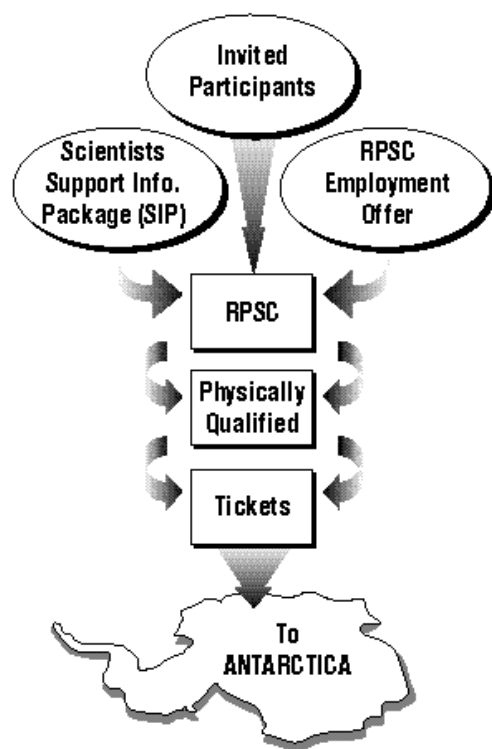 Invited
Participants
Scientists
Support Info.
Package (SIP)
RPSC
Employment
Offer
RPSC
Physically
Qualified
Tickets
To
ANTARCTICA